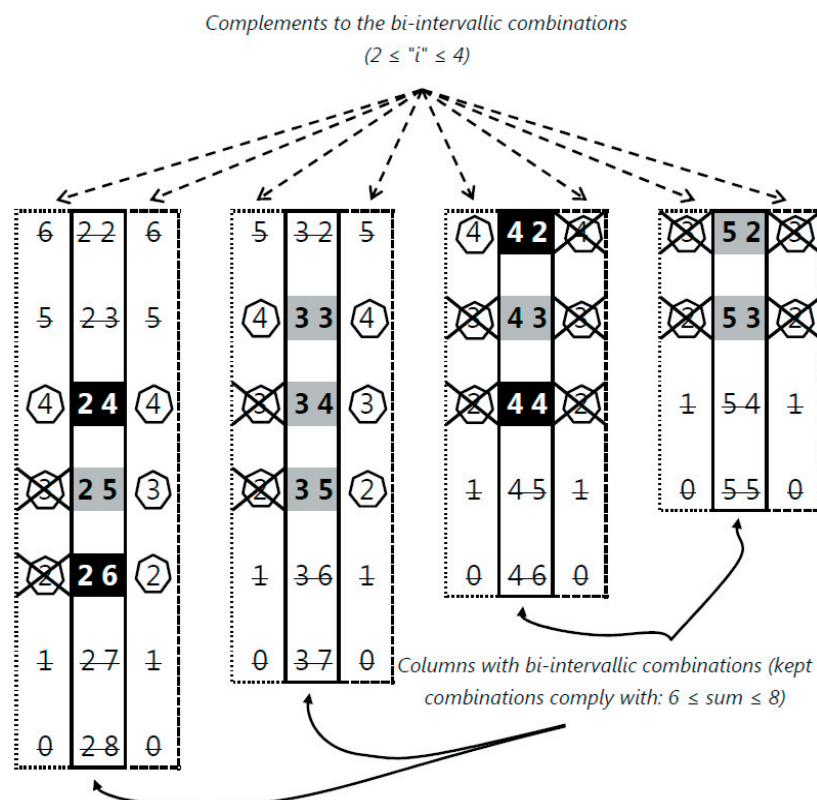 Complements to the bi-intervallic combinations
(2 ≤ "i" ≤ 4)
6 2 2 6 5 3 2 5 4 4 2 4 3 5 2 3
5 2 3 5 4 3 3 4 3 4 3 3 2 5 3 2
4 2 4 4 3 3 4 3 2 4 4 2 1 5 4 1
3 2 5 3 2 3 5 2 1 4 5 1 0 5 5 0
2 2 6 2 1 3 6 1 0 4 6 0
1 2 7 1 0 3 7 0
0 2 8 0
Columns with bi-intervallic combinations (kept
combinations comply with: 6 ≤ sum ≤ 8)